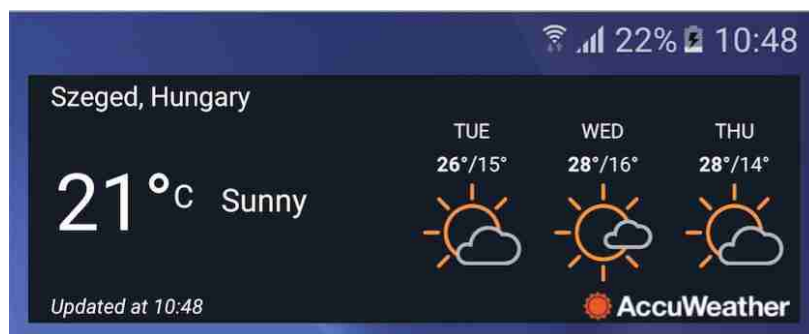 22% 10:48
Szeged, Hungary
TUE WED THU
26°/15° 28°/16° 28°/14°
21°C Sunny
Updated at 10:48
AccuWeather